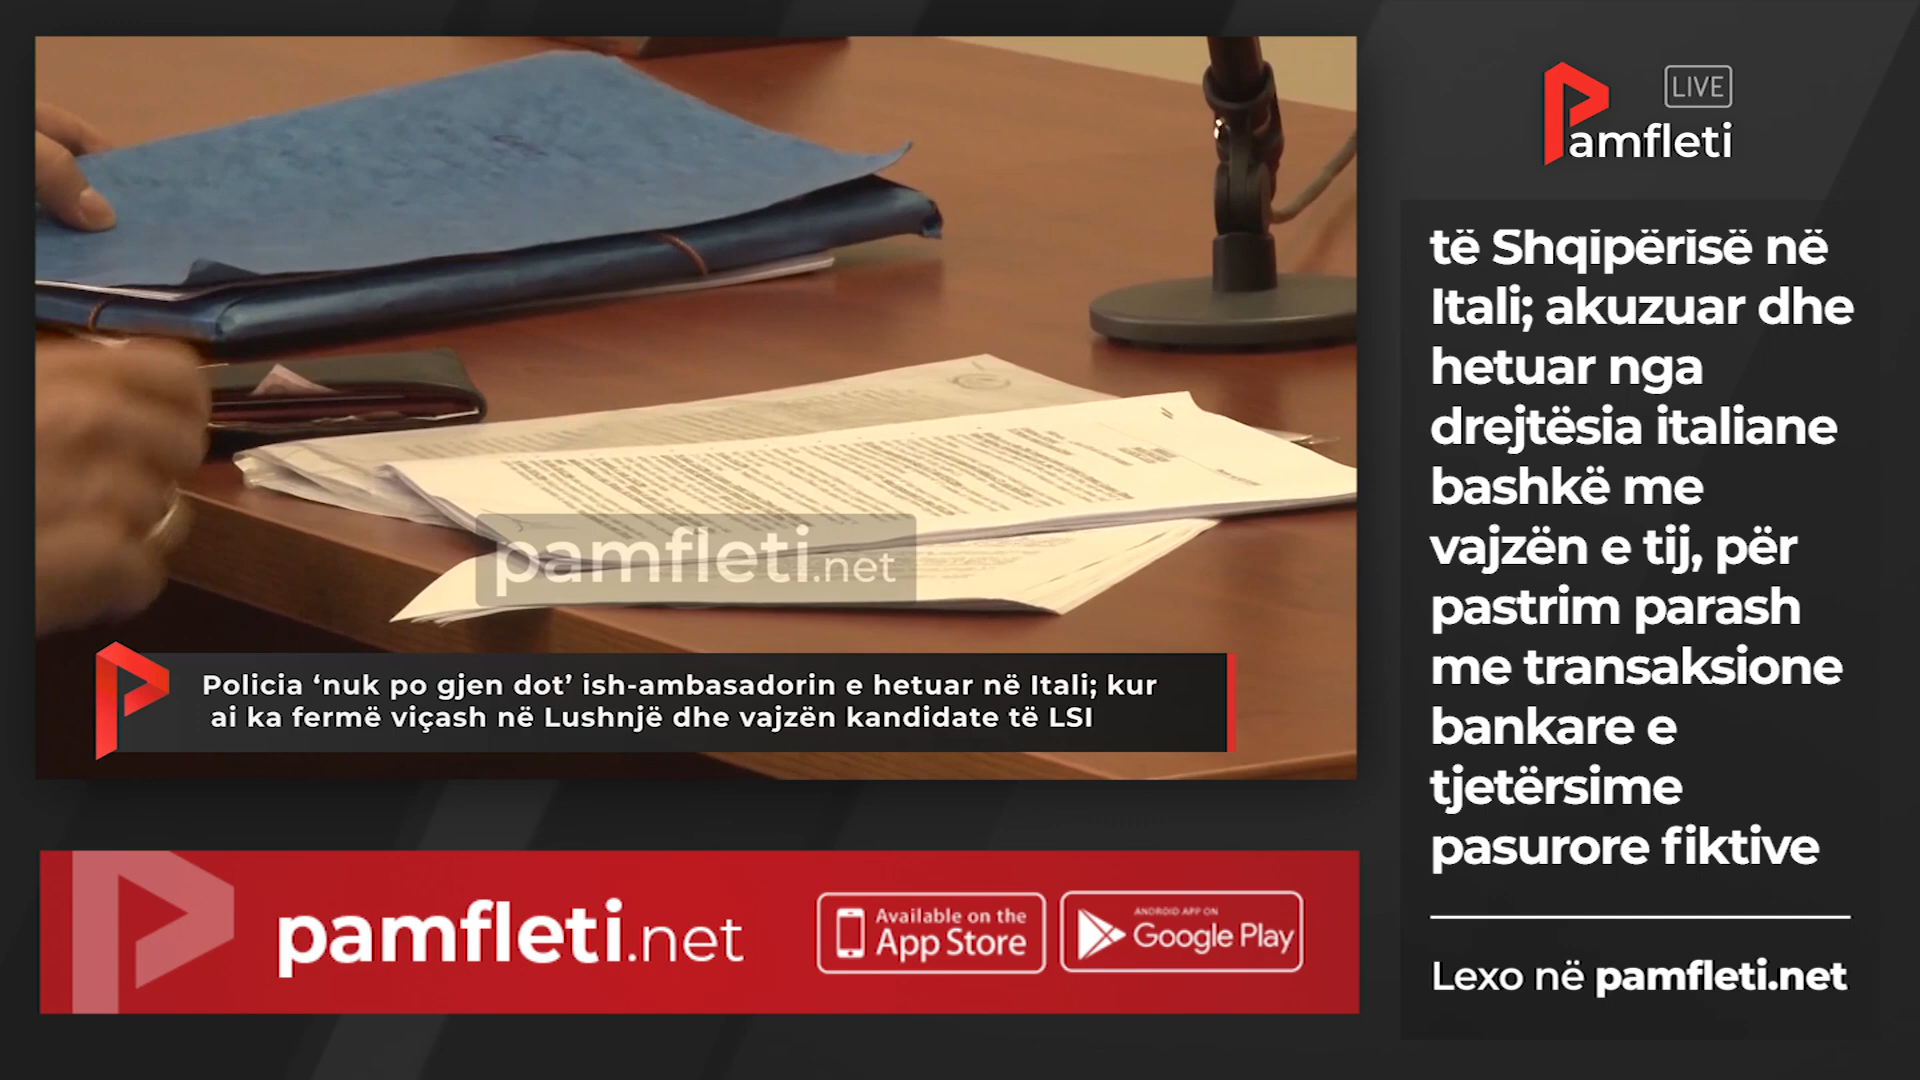 pamfleti.net
Policia ‘nuk po gjen dot’ ish-ambasadorin e hetuar në Itali; kur
ai ka fermë viçash në Lushnjë dhe vajzën kandidate të LSI
pamfleti.net
Available on the
App Store
ANDROID APP ON
Google Play
LIVE
Pamfleti
të Shqipërisë në
Itali; akuzuar dhe
hetuar nga
drejtësia italiane
bashkë me
vajzën e tij, për
pastrim parash
me transaksione
bankare e
tjetërsime
pasurore fiktive
Lexo në pamfleti.net